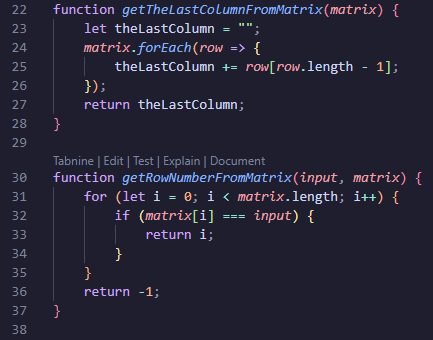 22 function getTheLastColumnFromMatrix(matrix) {
23     let theLastColumn = "";
24     matrix.forEach(row => {
25         theLastColumn += row[row.length - 1];
26     });
27     return theLastColumn;
28 }
29
Tabnine | Edit | Test | Explain | Document
30 function getRowNumberFromMatrix(input, matrix) {
31     for (let i = 0; i < matrix.length; i++) {
32         if (matrix[i] === input) {
33             return i;
34         }
35     }
36     return -1;
37 }
38